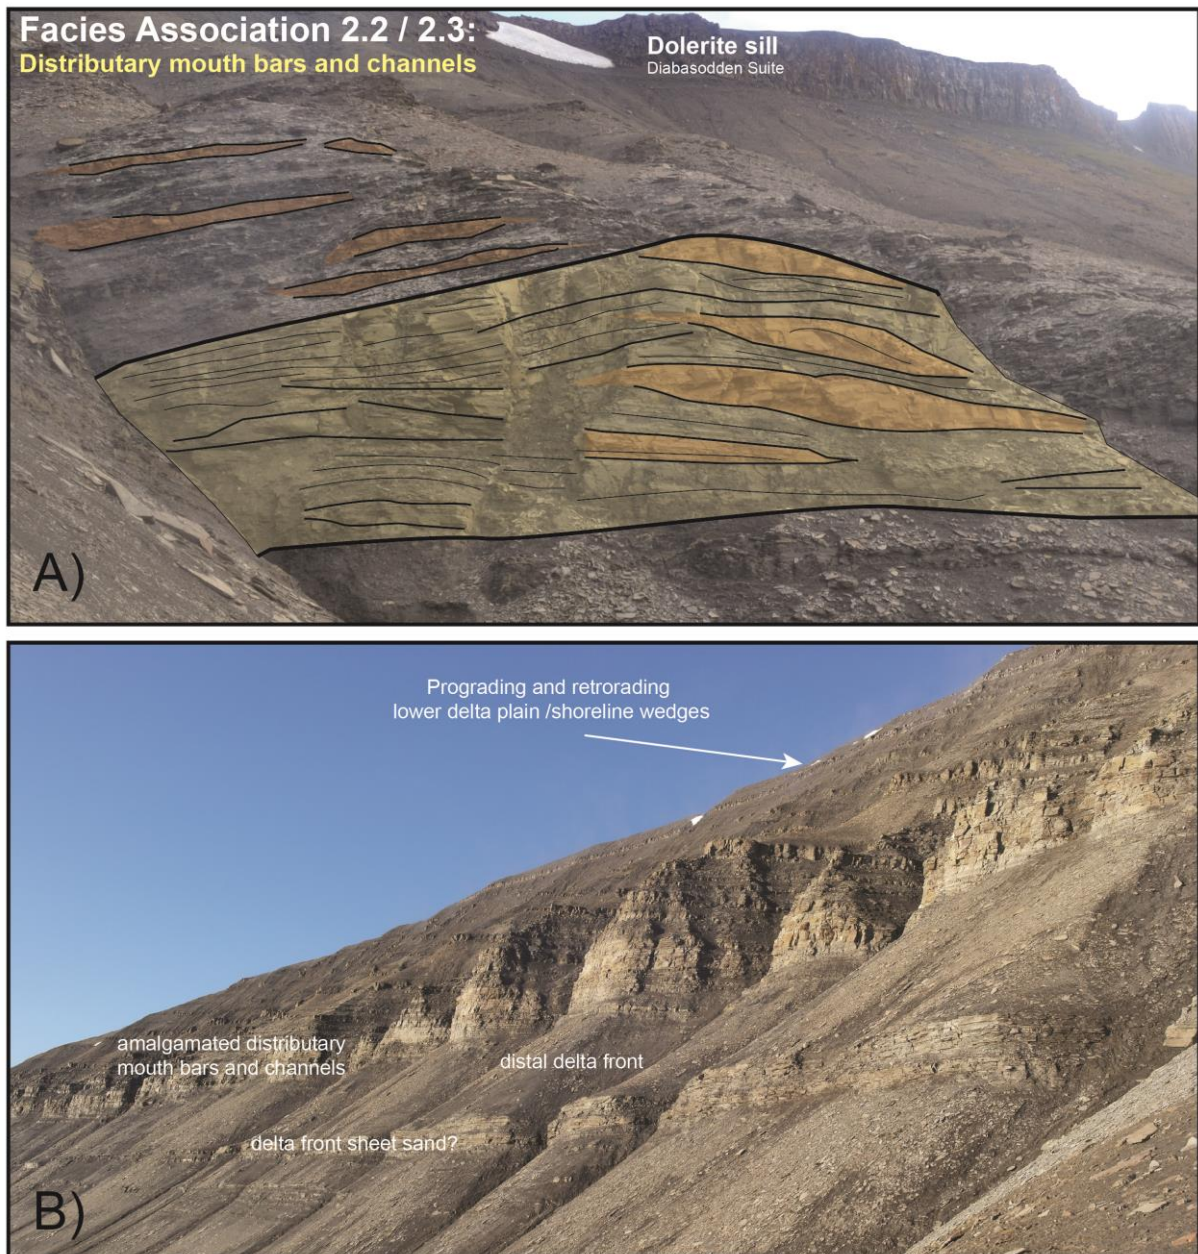 Facies Association 2.2 / 2.3:
Distributary mouth bars and channels
Dolerite sill
Diabasodden Suite
A)
Prograding and retrorading
lower delta plain /shoreline wedges
amalgamated distributary
mouth bars and channels
distal delta front
delta front sheet sand?
B)